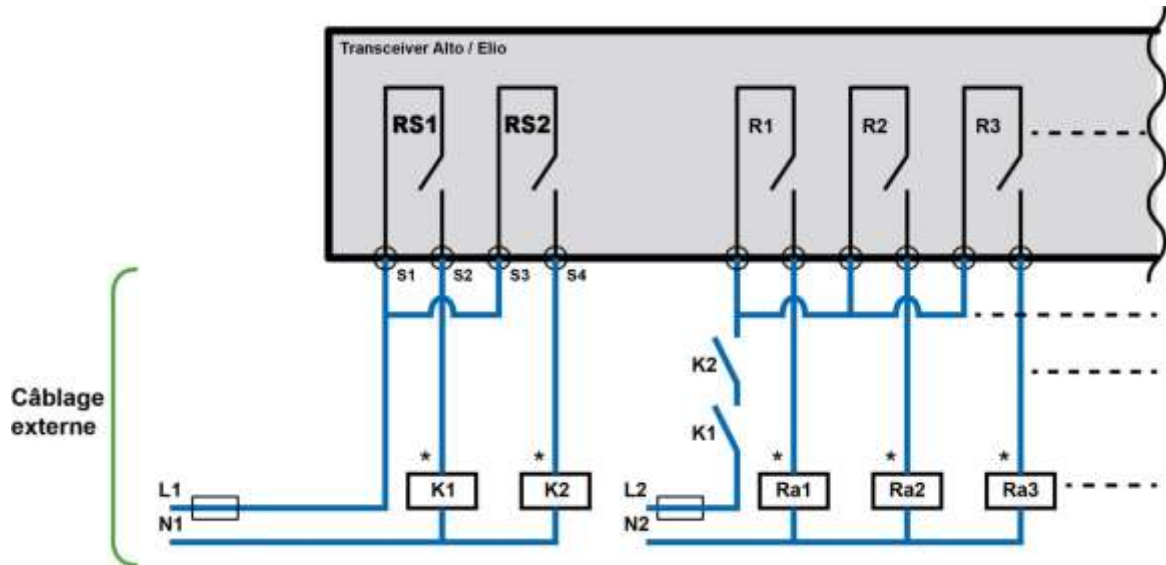 Transceiver Alto / Elio
RS1
RS2
R1
R2
R3
S1
S2
S3
S4
K2
K1
Câblage
externe
*
*
*
*
*
L1
K1
K2
L2
Ra1
Ra2
Ra3
N1
N2